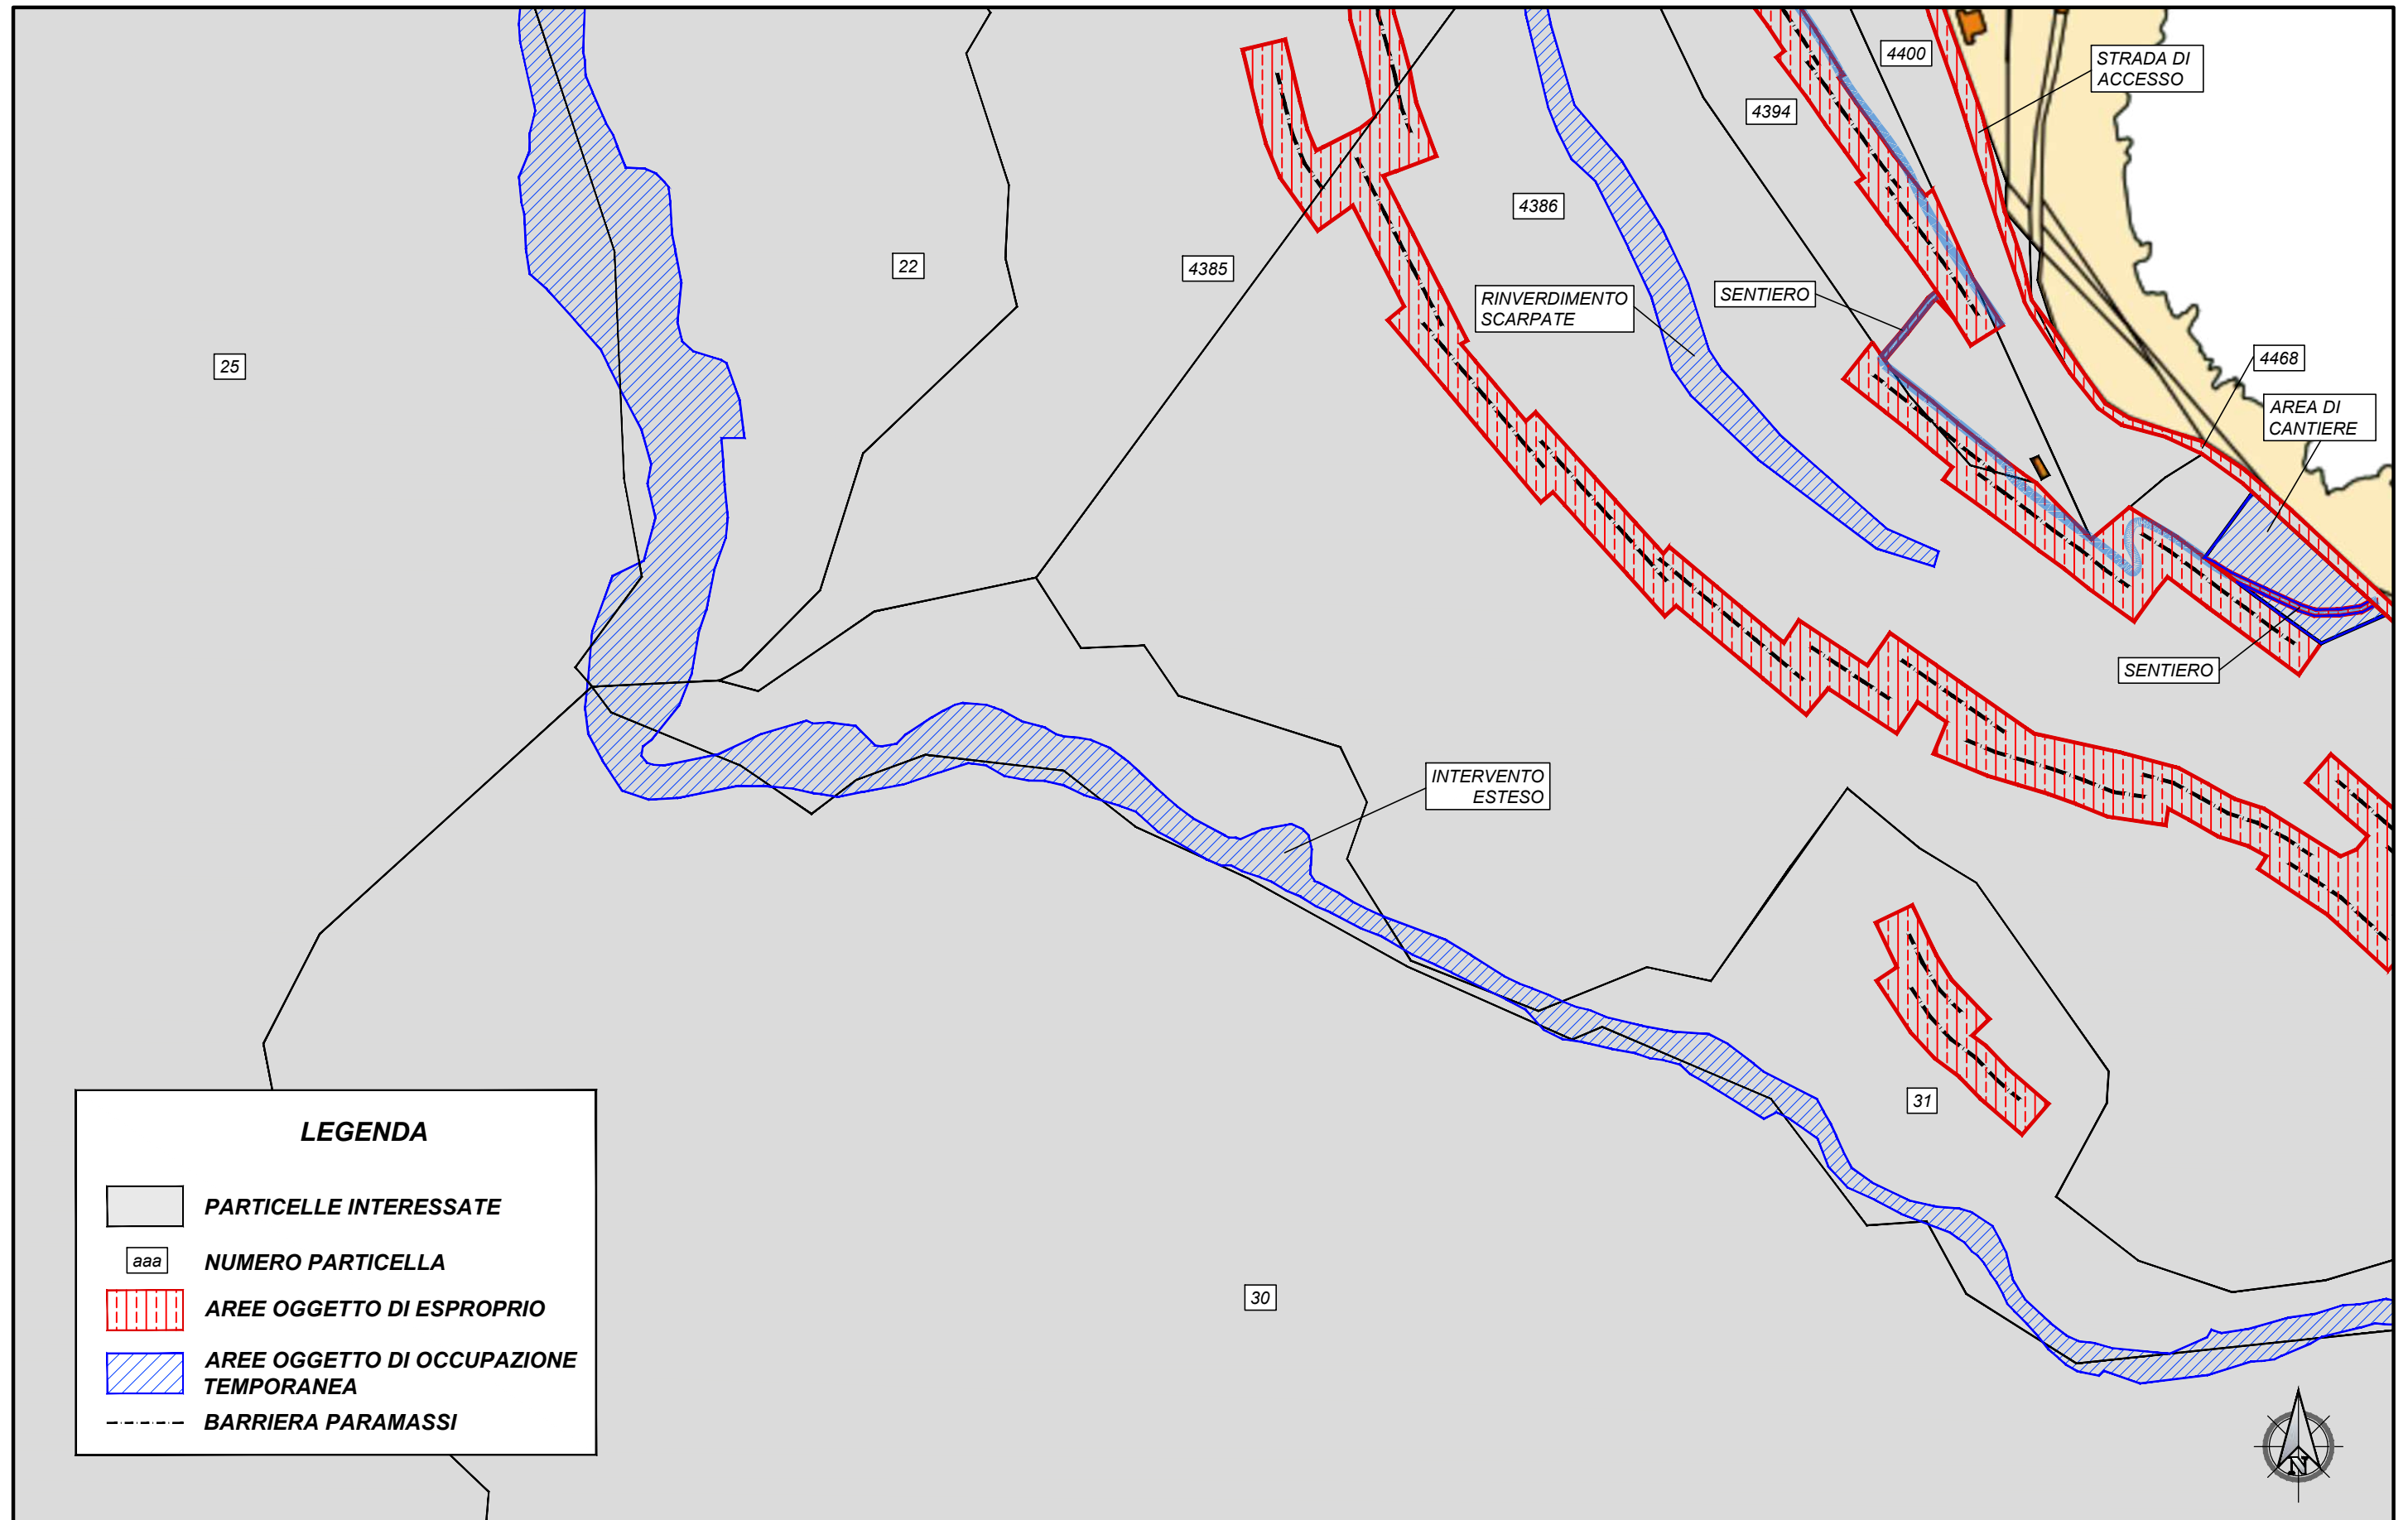 4400
STRADA DI
ACCESSO
4394
4386
22
4385
SENTIERO
RINVERDIMENTO
SCARPATE
25
4468
AREA DI
CANTIERE
SENTIERO
INTERVENTO
ESTESO
31
30
LEGENDA
PARTICELLE INTERESSATE
aaa
NUMERO PARTICELLA
AREE OGGETTO DI ESPROPRIO
AREE OGGETTO DI OCCUPAZIONE
TEMPORANEA
BARRIERA PARAMASSI
N